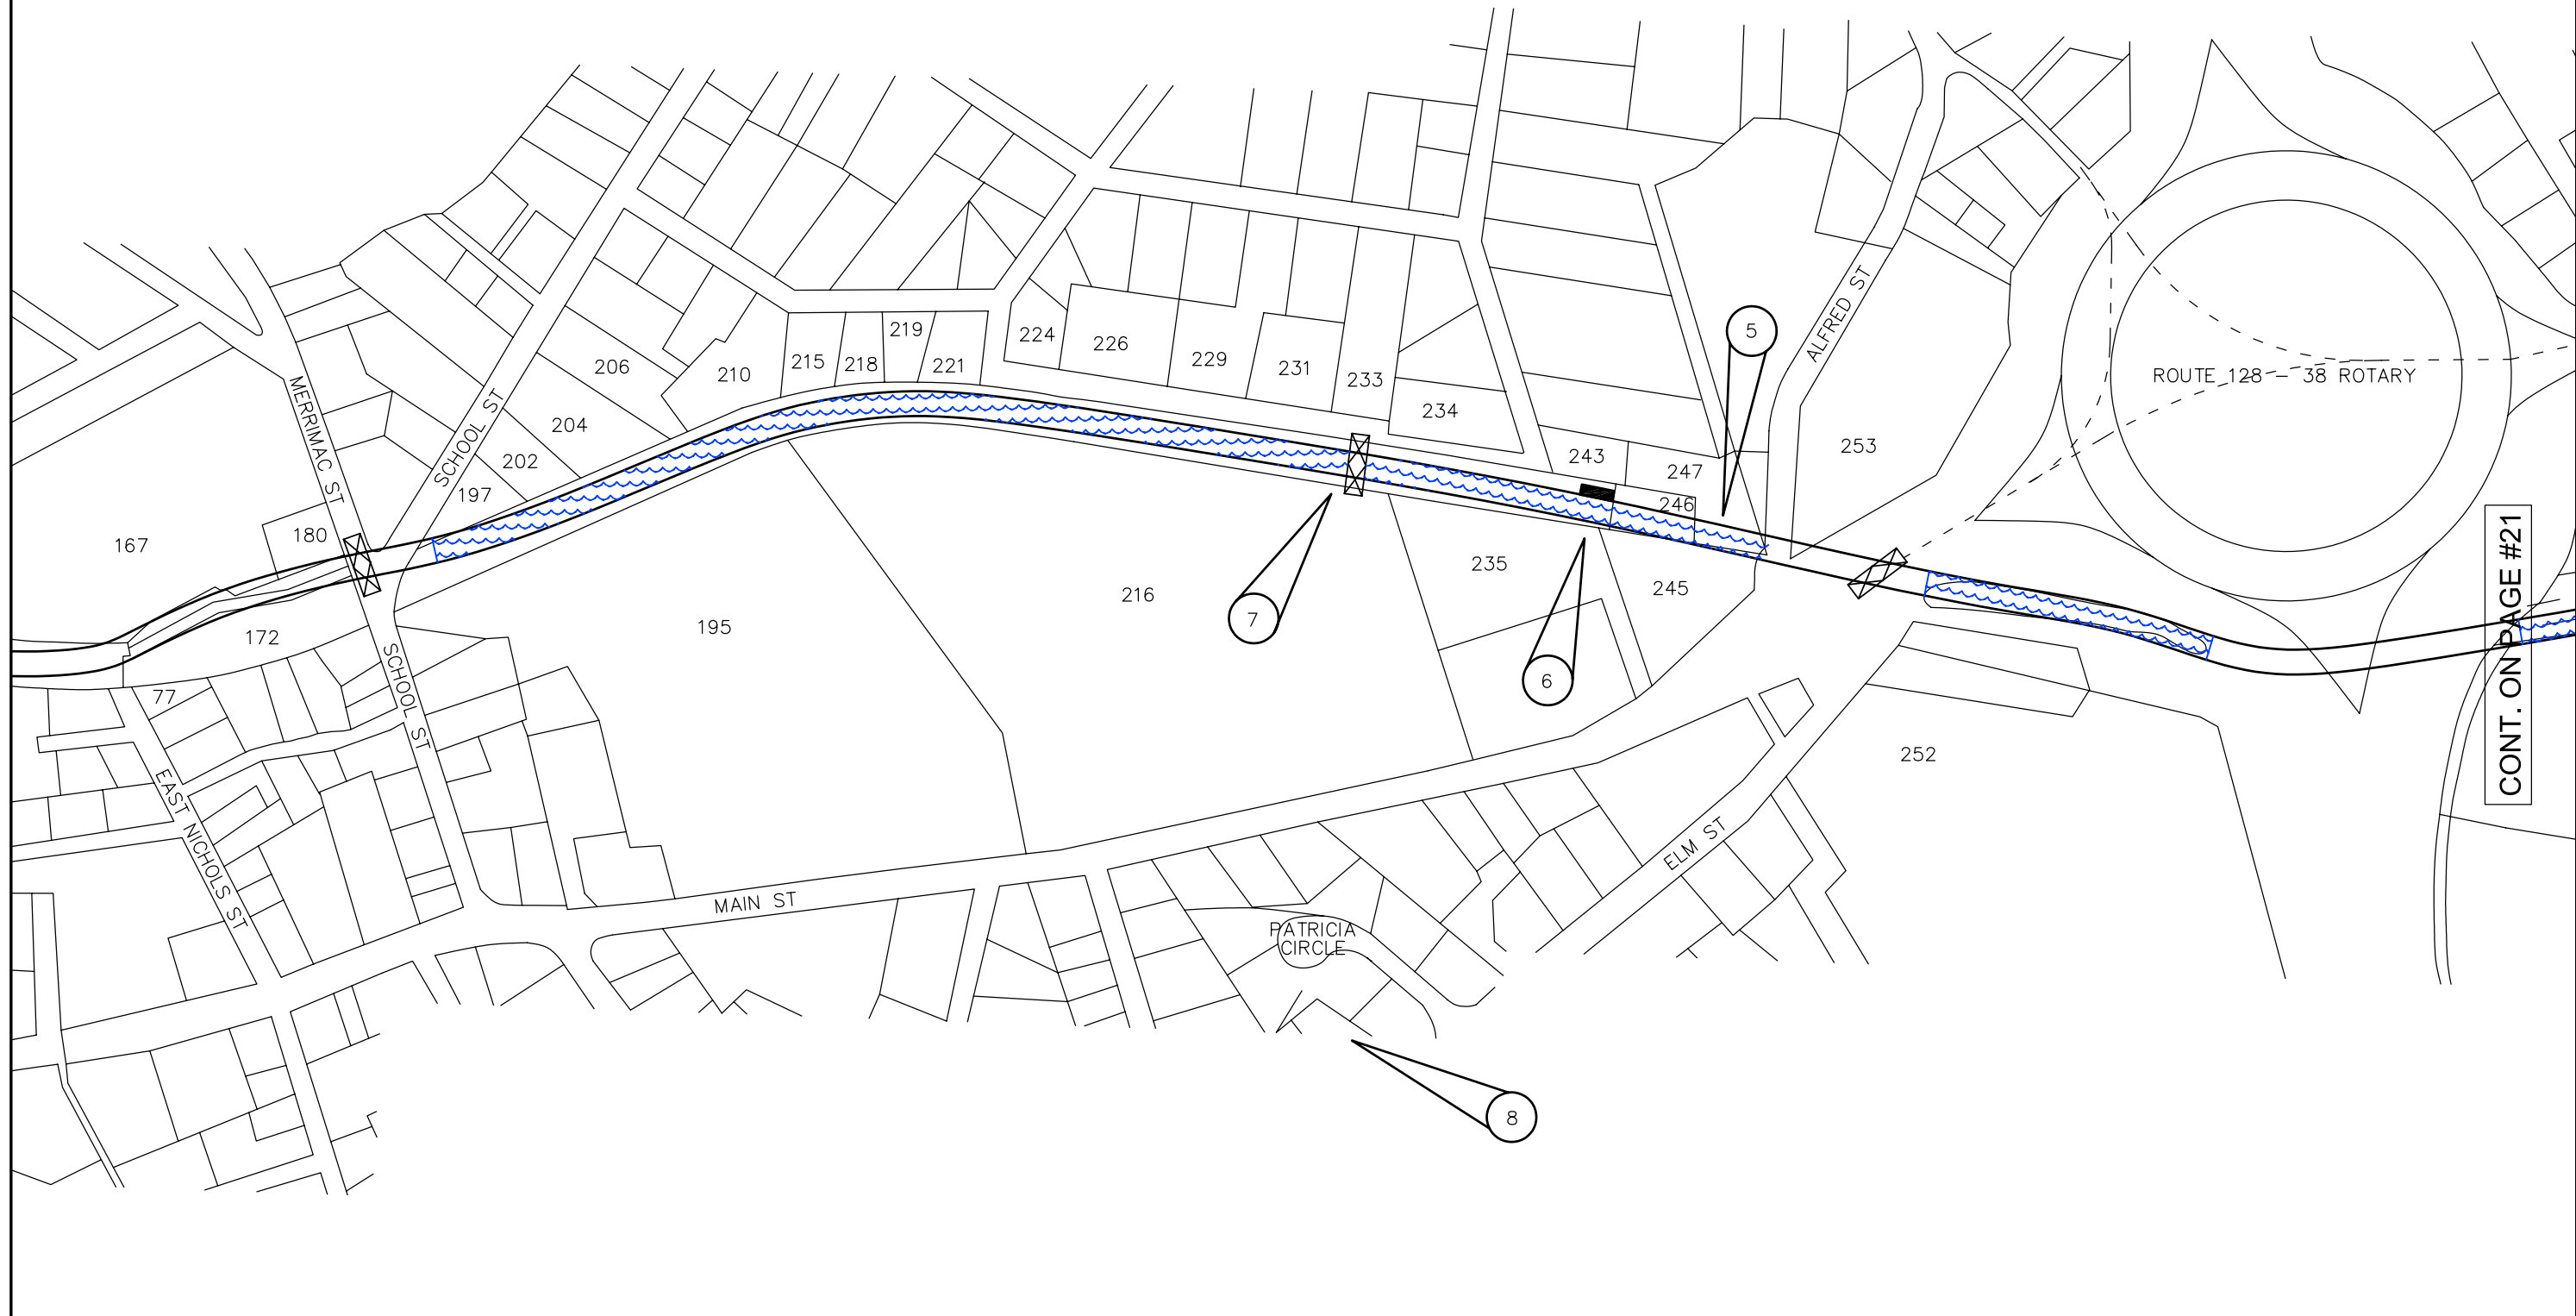 219
5
ALFRED ST
224
226
229
231
233
215
218
221
206
210
ROUTE 128 - 38 ROTARY
234
MERRIMAC ST
SCHOOL ST
204
202
197
243
247
246
253
180
167
CONT. ON PAGE #21
172
195
216
7
235
245
6
77
SCHOOL ST
252
EAST NICHOLS ST
MAIN ST
ELM ST
PATRICIA
CIRCLE
8